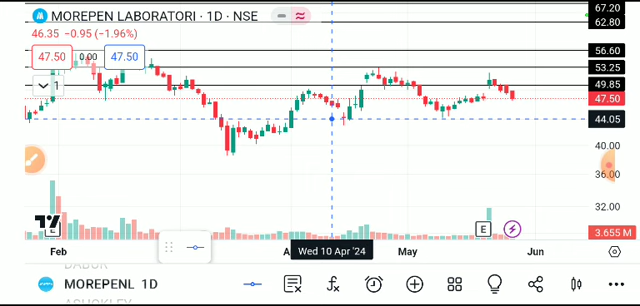 67.20
MOREPEN LABORATORI · 1D · NSE
62.80
46.35 −0.95 (−1.96%)
47.50 0.00 47.50
56.60
53.25
1
49.85
47.50
44.05
40.00
36.00
32.00
E
3.655 M
Feb
Wed 10 Apr '24
May
Jun
DABUR
MOREPENL 1D
ASHOKLEY